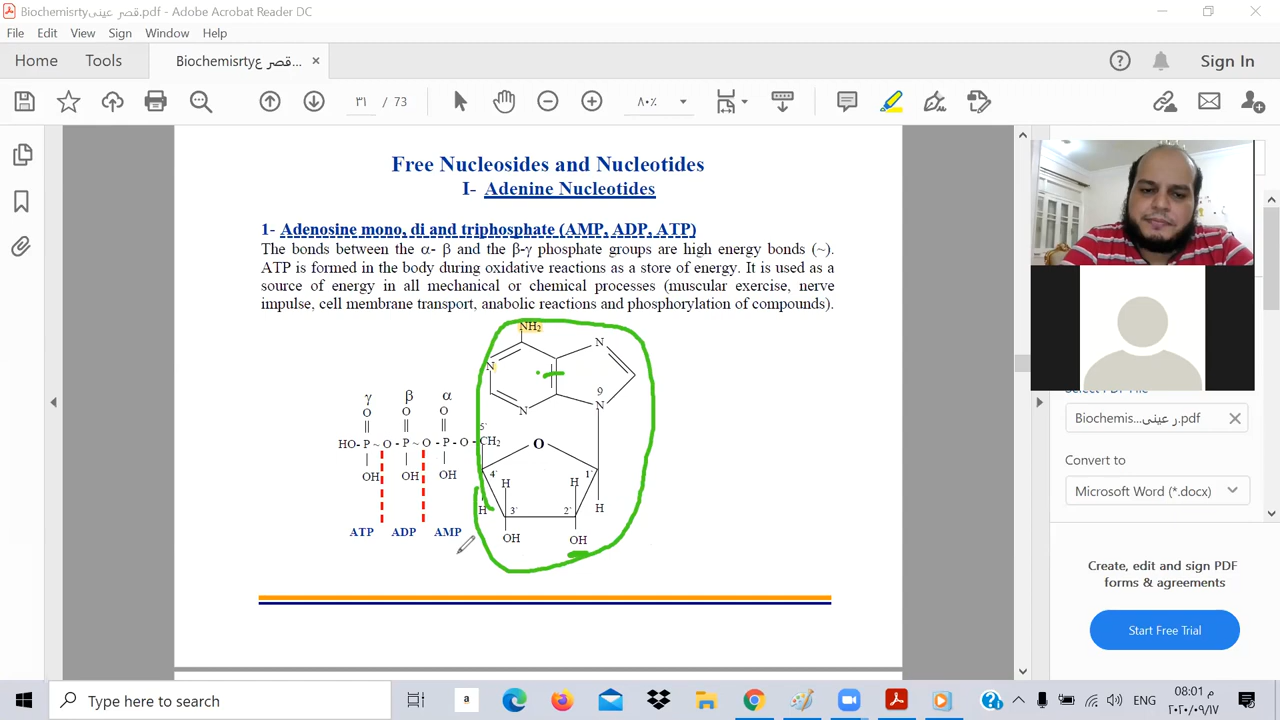 Biochemisrtyقصر عينى.pdf - Adobe Acrobat Reader DC
File Edit View Sign Window Help
Home Tools Biochemisrtyقصر ع... ×
٣١ / 73 ٨٠٪
Sign In
Free Nucleosides and Nucleotides
I- Adenine Nucleotides
1- Adenosine mono, di and triphosphate (AMP, ADP, ATP)
The bonds between the α- β and the β-γ phosphate groups are high energy bonds (~).
ATP is formed in the body during oxidative reactions as a store of energy. It is used as a
source of energy in all mechanical or chemical processes (muscular exercise, nerve
impulse, cell membrane transport, anabolic reactions and phosphorylation of compounds).
NH2
N
N
N
9
N
γ β α
O O O
5`
HO- P ~ O - P ~ O - P - O - CH2
O
OH OH OH
4` 1`
H H
H 3` 2` H
OH OH
ATP ADP AMP
Biochemis...ر عينى.pdf
Convert to
Microsoft Word (*.docx)
Create, edit and sign PDF
forms & agreements
Start Free Trial
Type here to search
a
ENG
08:01 م
٢٠٢٠/٠٩/١٧